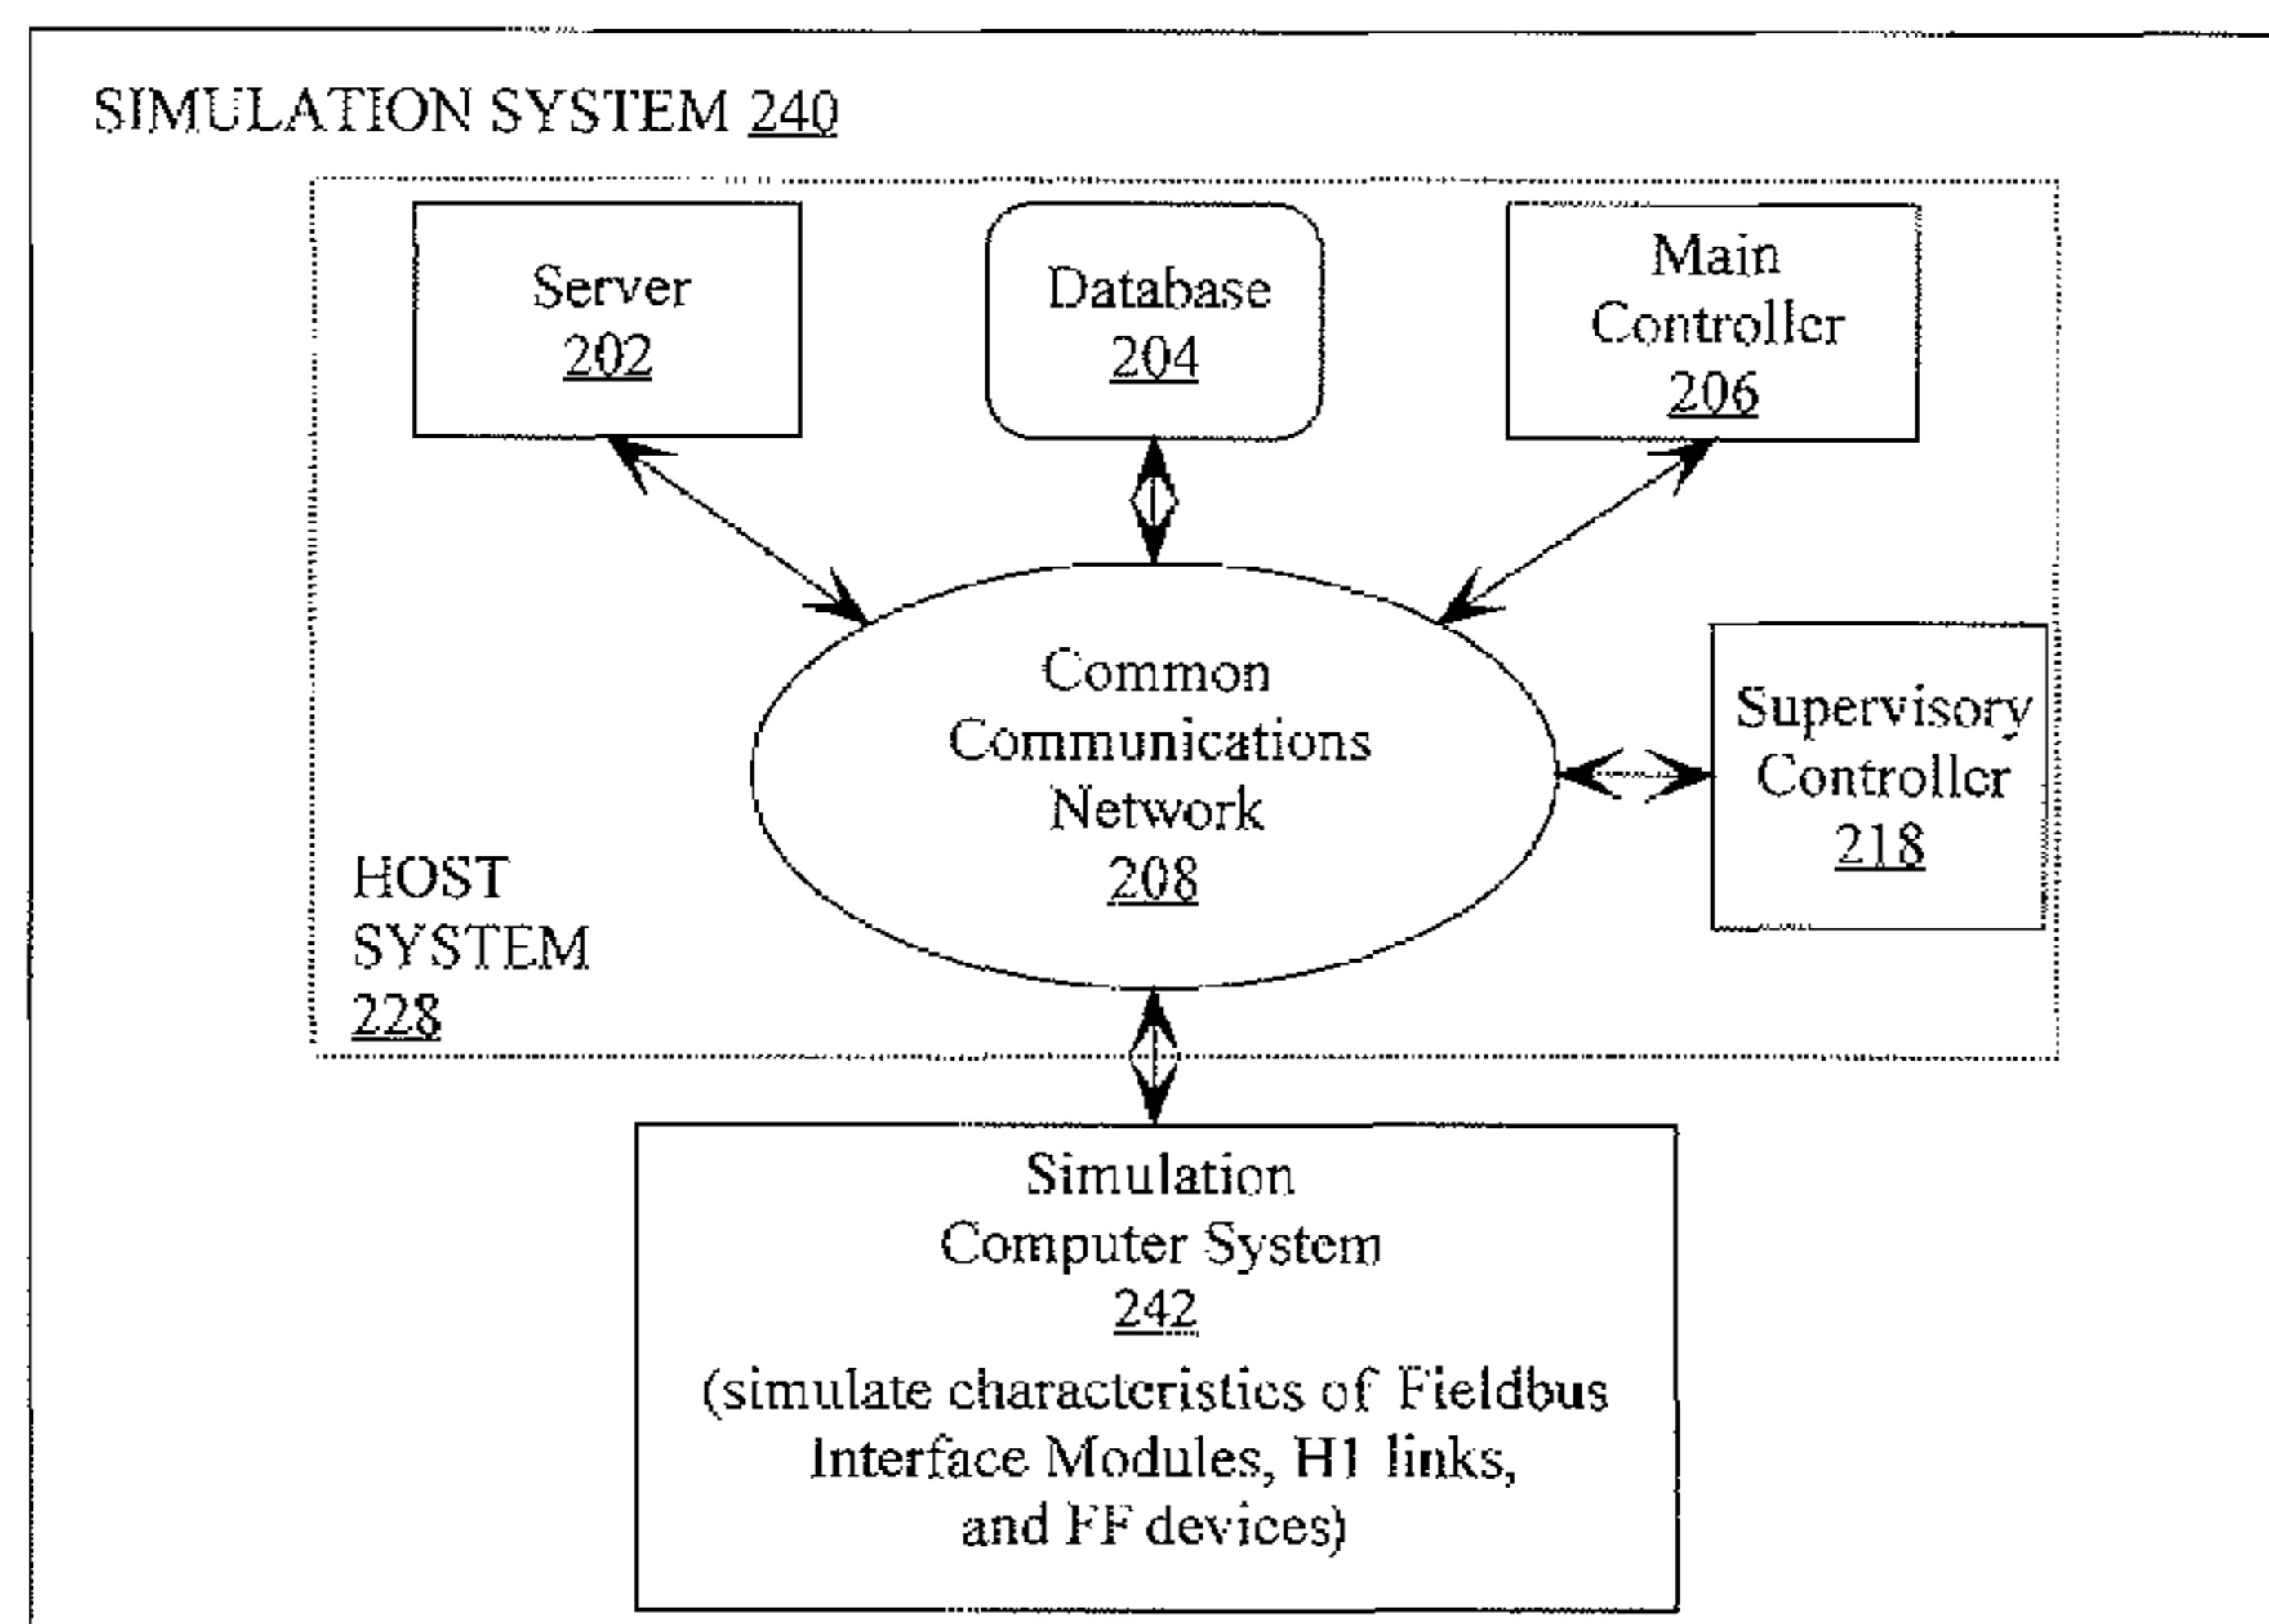 SIMULATION SYSTEM 240
Server
202
Database
204
Main
Controller
206
Common
Communications
Network
208
Supervisory
Controller
218
HOST
SYSTEM
228
Simulation
Computer System
242
(simulate characteristics of Fieldbus
Interface Modules, H1 links,
and FF devices)